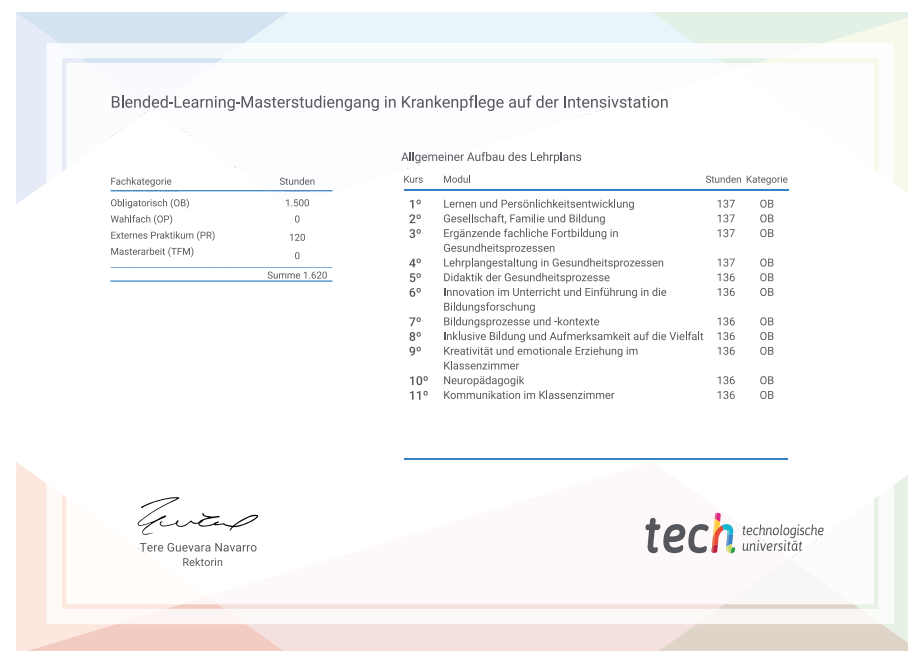 Blended-Learning-Masterstudiengang in Krankenpflege auf der Intensivstation
Fachkategorie Stunden
Obligatorisch (OB) 1.500
Wahlfach (OP) 0
Externes Praktikum (PR) 120
Masterarbeit (TFM) 0
Summe 1.620
Allgemeiner Aufbau des Lehrplans
Kurs Modul Stunden Kategorie
1º Lernen und Persönlichkeitsentwicklung 137 OB
2º Gesellschaft, Familie und Bildung 137 OB
3º Ergänzende fachliche Fortbildung in 137 OB
Gesundheitsprozessen
4º Lehrplangestaltung in Gesundheitsprozessen 137 OB
5º Didaktik der Gesundheitsprozesse 136 OB
6º Innovation im Unterricht und Einführung in die 136 OB
Bildungsforschung
7º Bildungsprozesse und -kontexte 136 OB
8º Inklusive Bildung und Aufmerksamkeit auf die Vielfalt 136 OB
9º Kreativität und emotionale Erziehung im 136 OB
Klassenzimmer
10º Neuropädagogik 136 OB
11º Kommunikation im Klassenzimmer 136 OB
Tere Guevara Navarro
Rektorin
tech technologische
universität